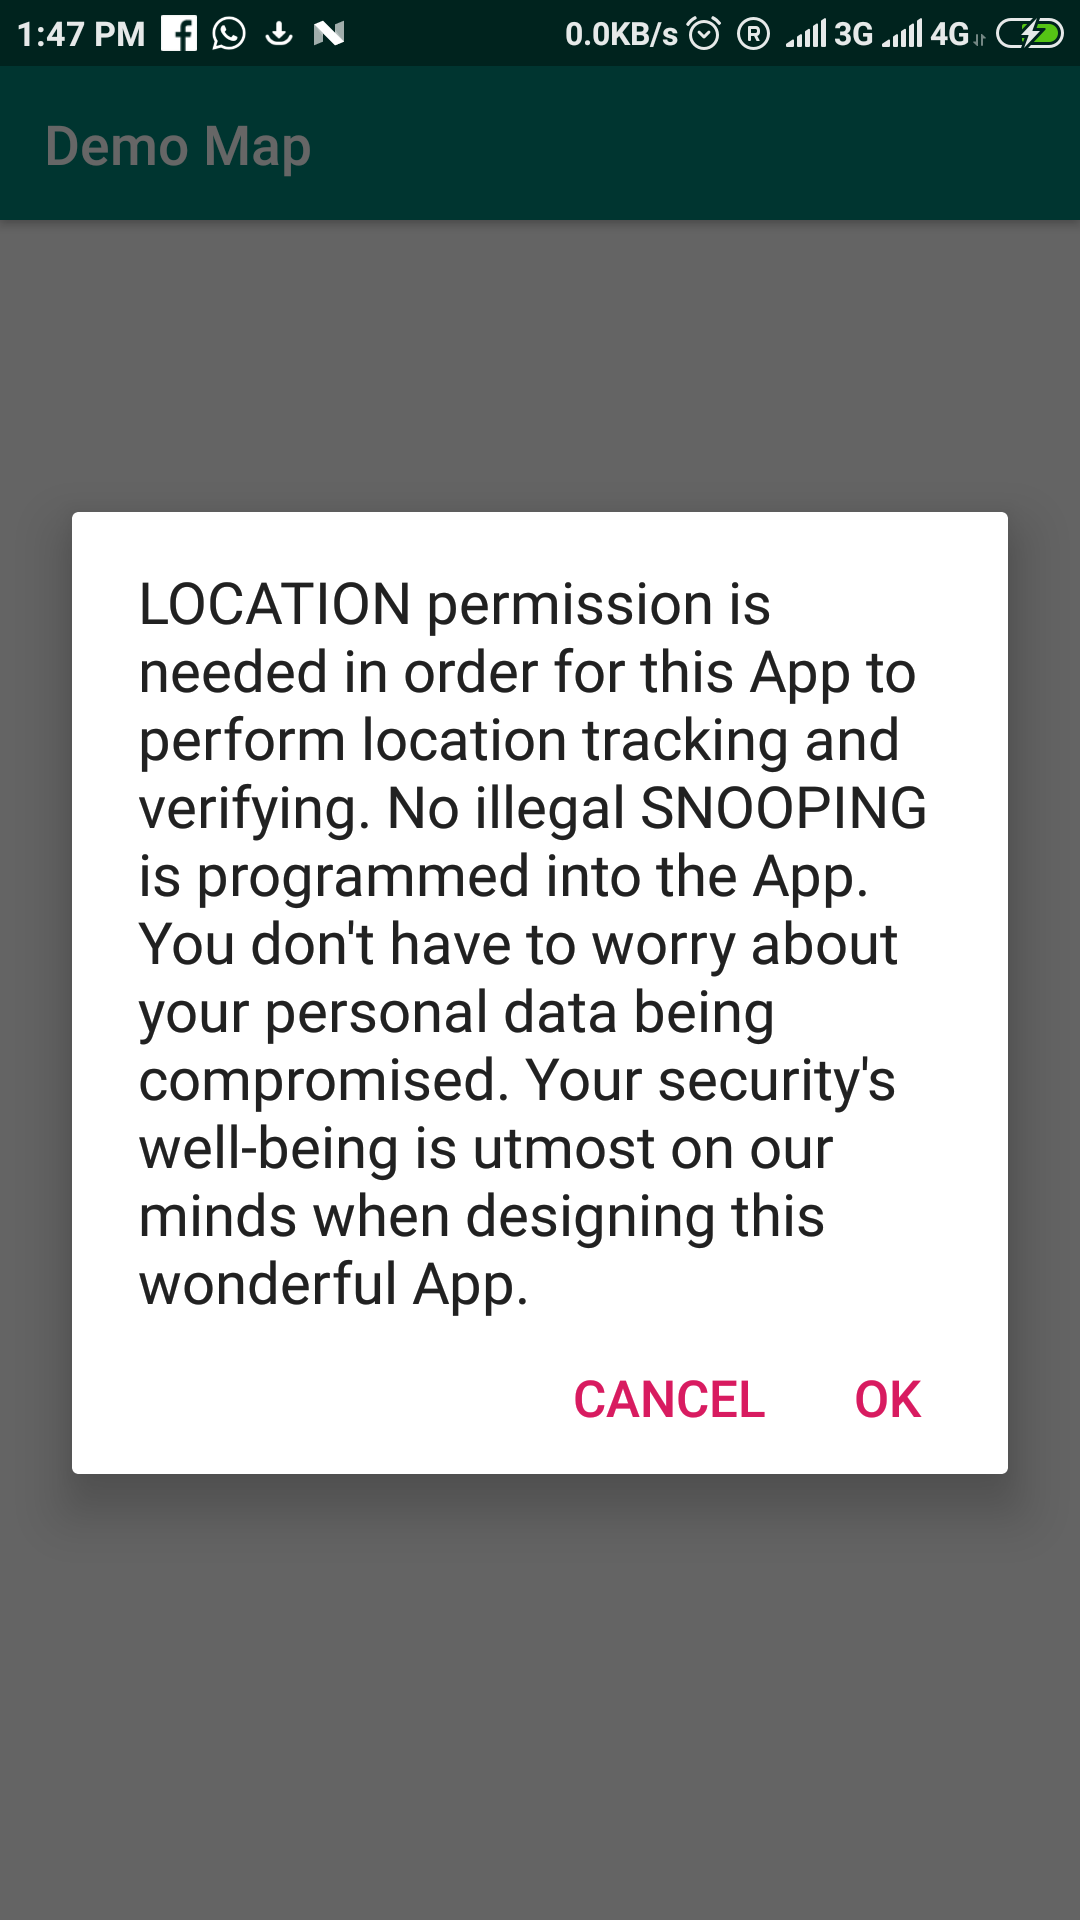 1:47 PM 0.0KB/s R 3G 4G
Demo Map
LOCATION permission is
needed in order for this App to
perform location tracking and
verifying. No illegal SNOOPING
is programmed into the App.
You don't have to worry about
your personal data being
compromised. Your security's
well-being is utmost on our
minds when designing this
wonderful App.
CANCEL OK